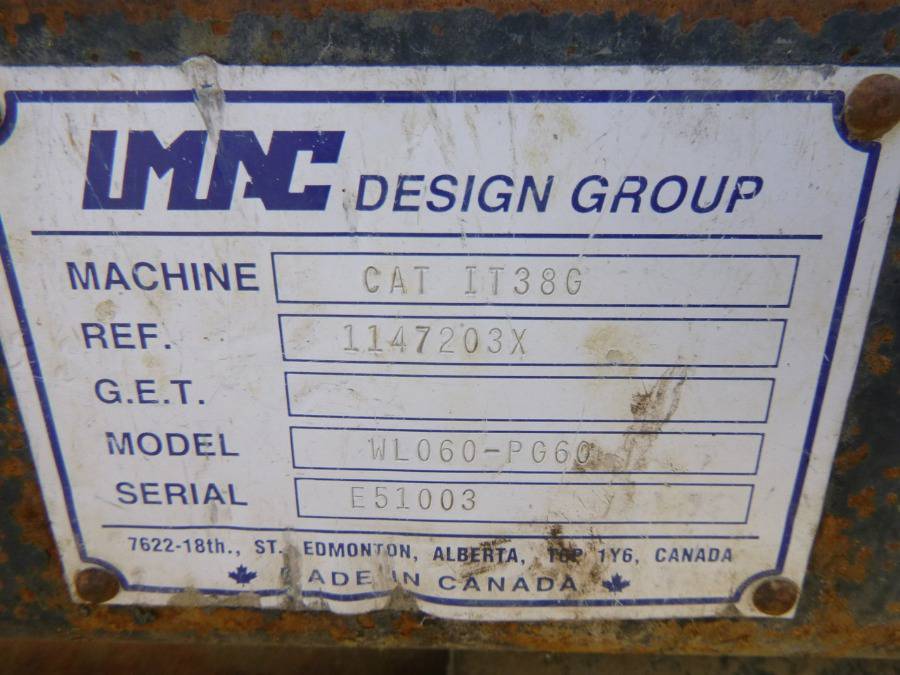 IMAC DESIGN GROUP
MACHINE CAT IT38G
REF. 1147203X
G.E.T.
MODEL WL060-PG60
SERIAL E51003
7622-18th., ST. EDMONTON, ALBERTA, T6P 1Y6, CANADA
MADE IN CANADA